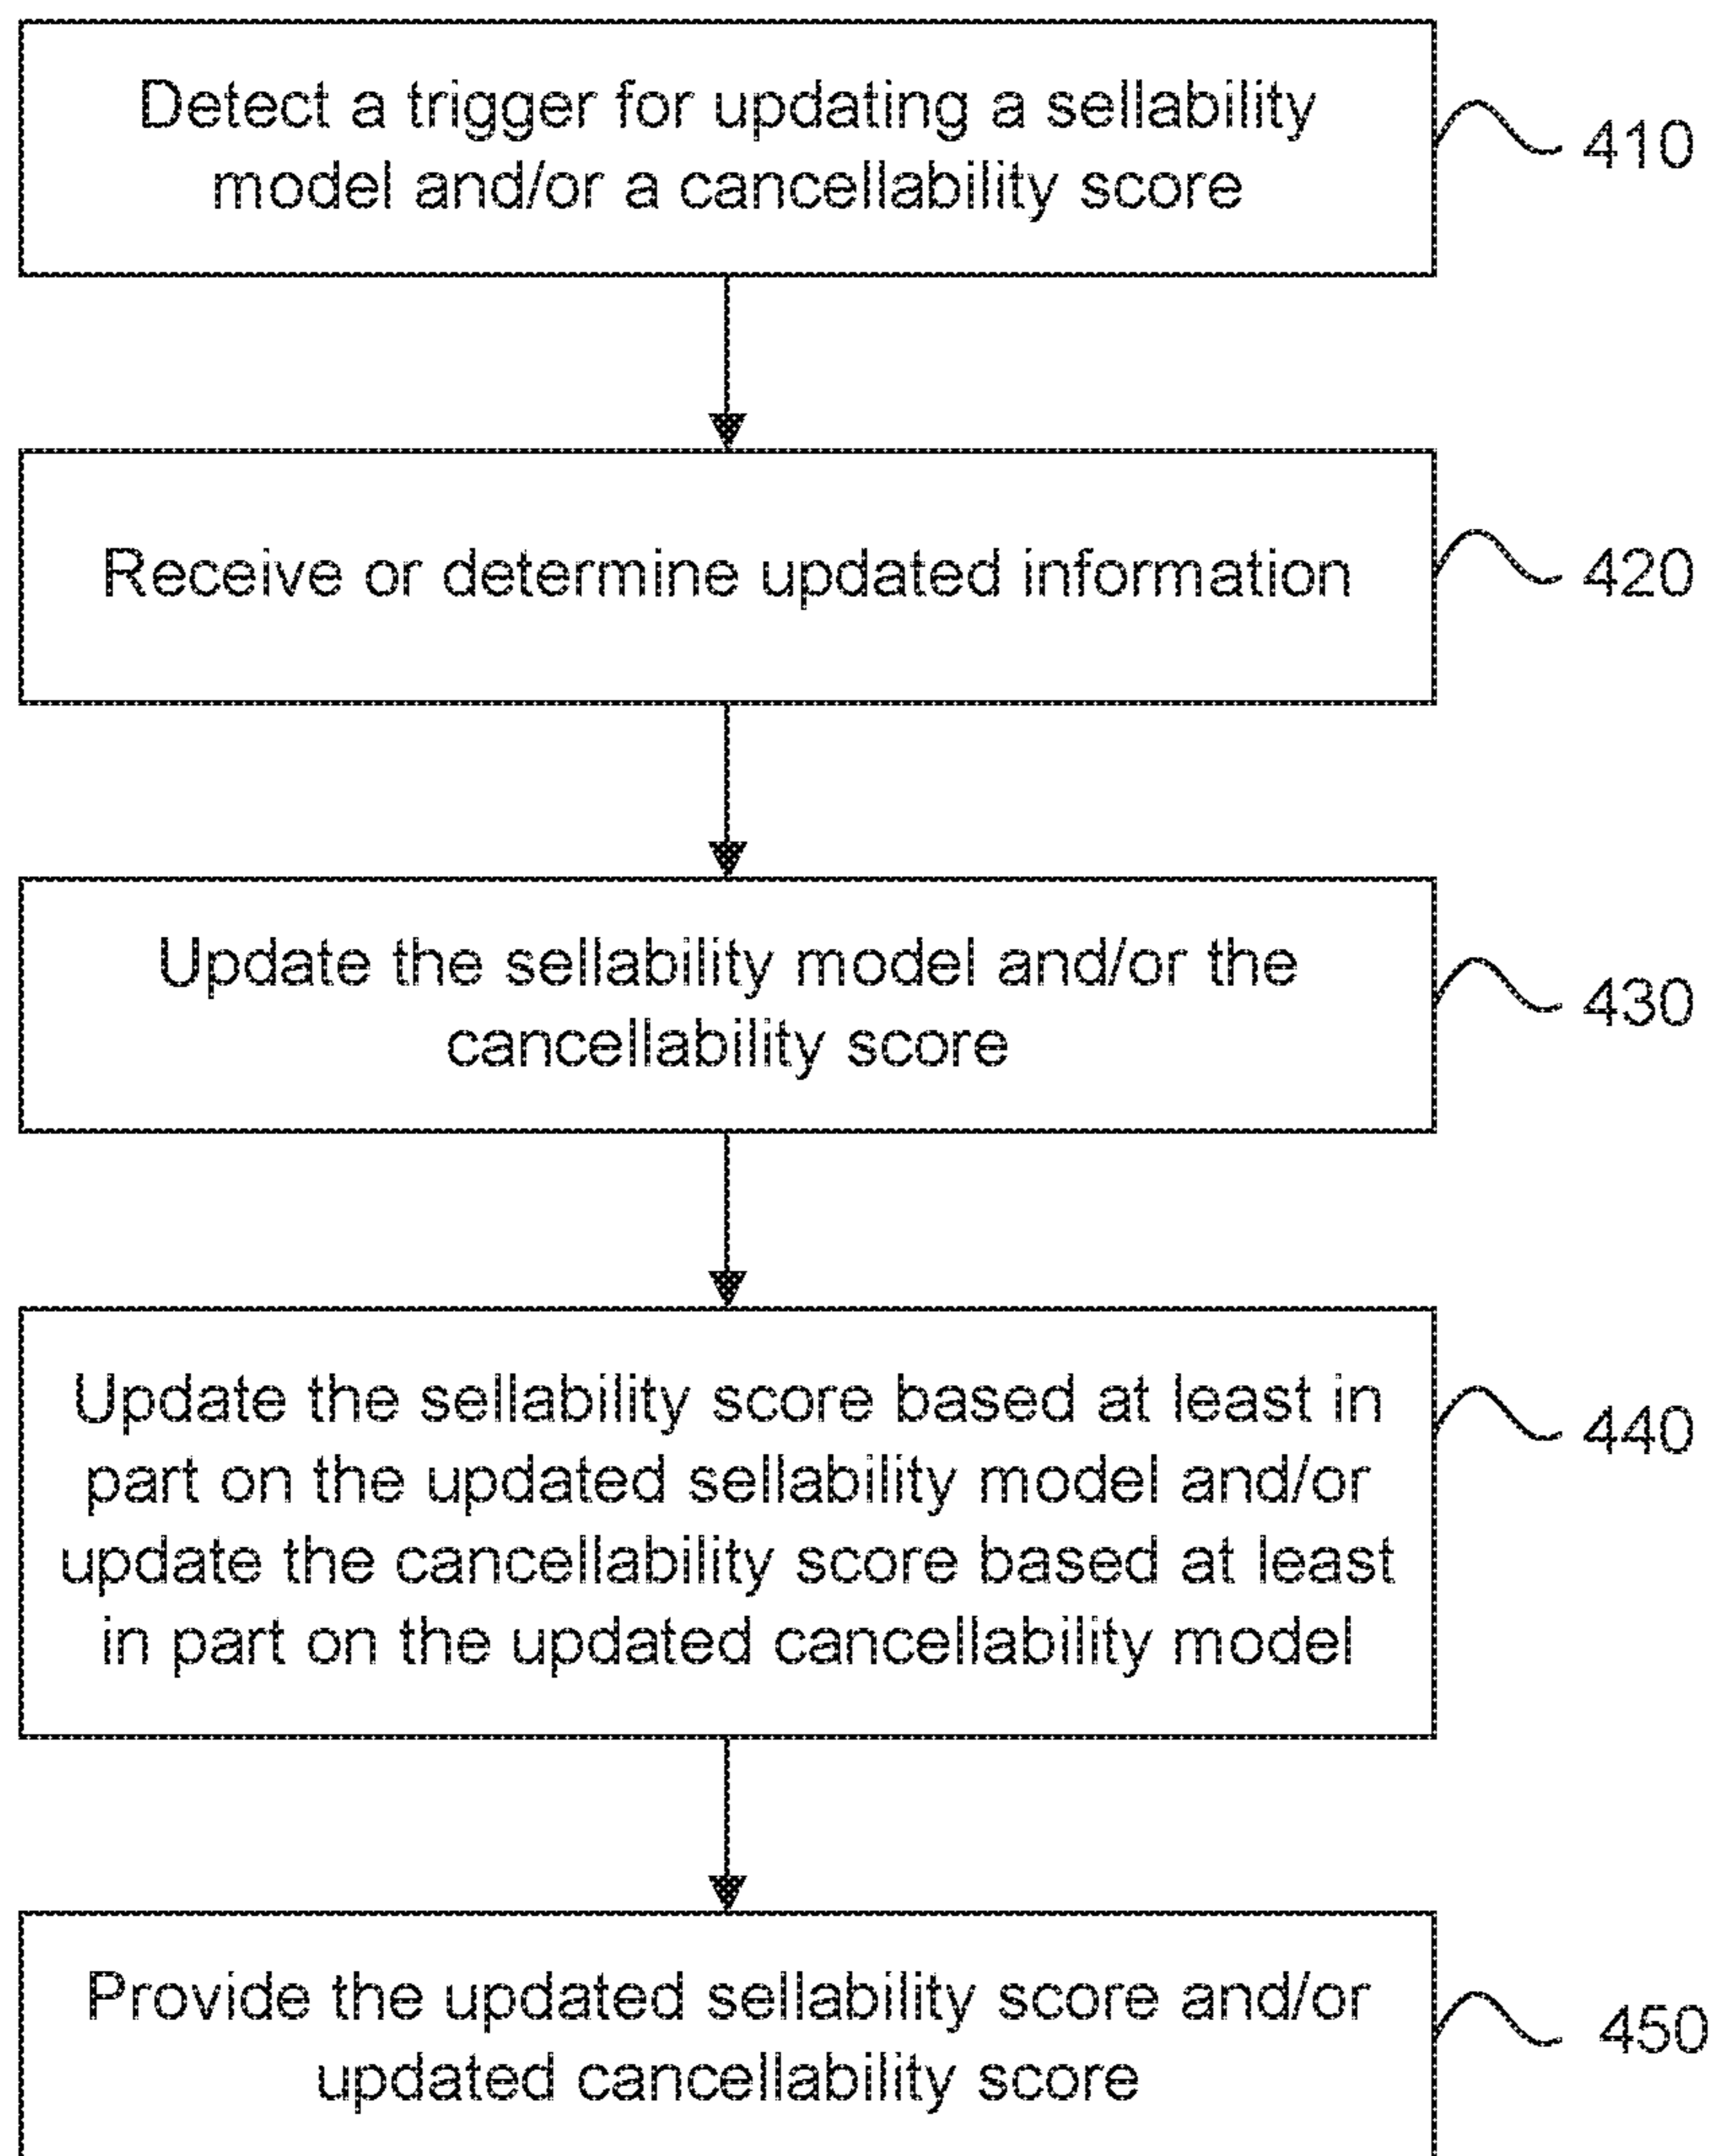 Detect a trigger for updating a sellability
model and/or a cancellability score
410
Receive or determine updated information
420
Update the sellability model and/or the
cancellability score
430
Update the sellability score based at least in
part on the updated sellability model and/or
update the cancellability score based at least
in part on the updated cancellability model
440
Provide the updated sellability score and/or
updated cancellability score
450